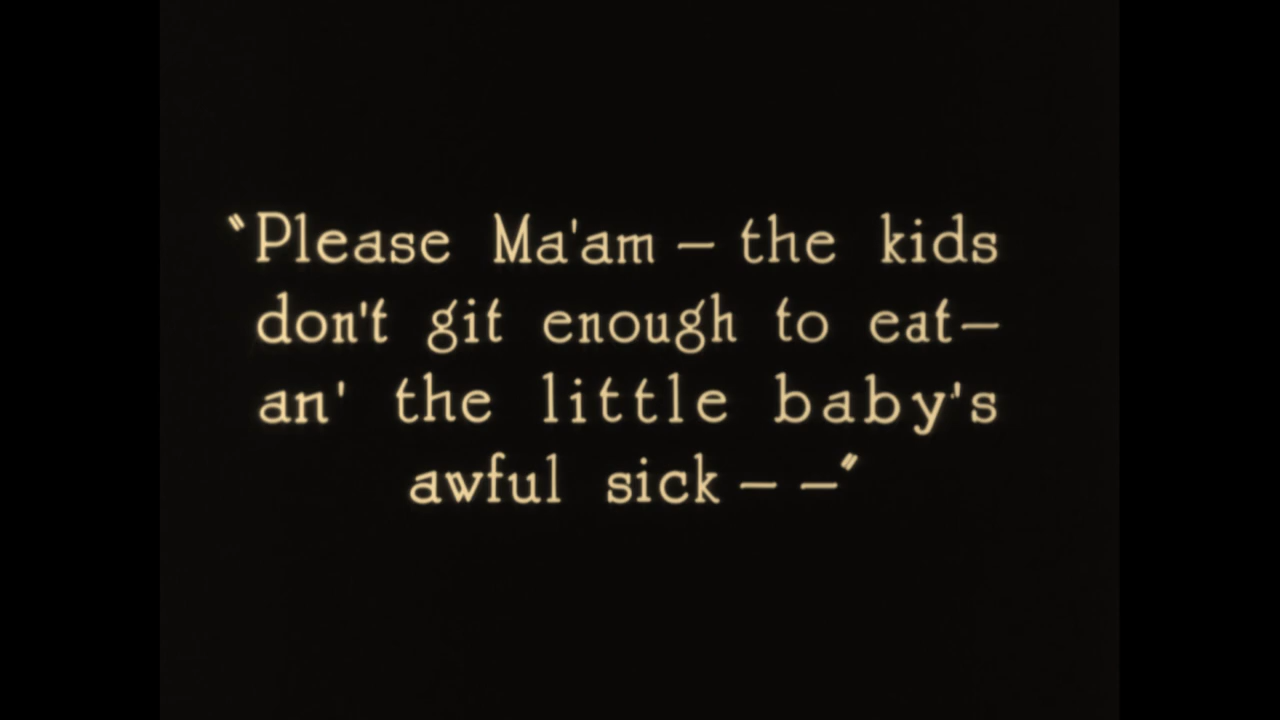 "Please Ma'am — the kids
don't git enough to eat—
an' the little baby's
awful sick — —"